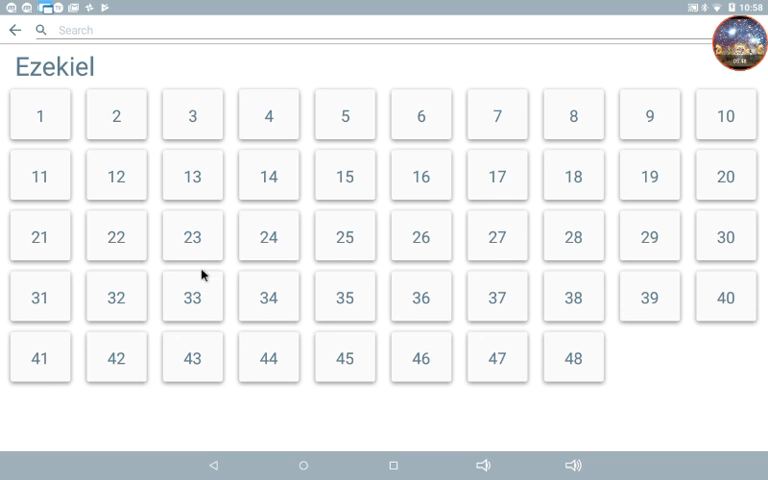 10:58
Search
Ezekiel
1 2 3 4 5 6 7 8 9 10
11 12 13 14 15 16 17 18 19 20
21 22 23 24 25 26 27 28 29 30
31 32 33 34 35 36 37 38 39 40
41 42 43 44 45 46 47 48